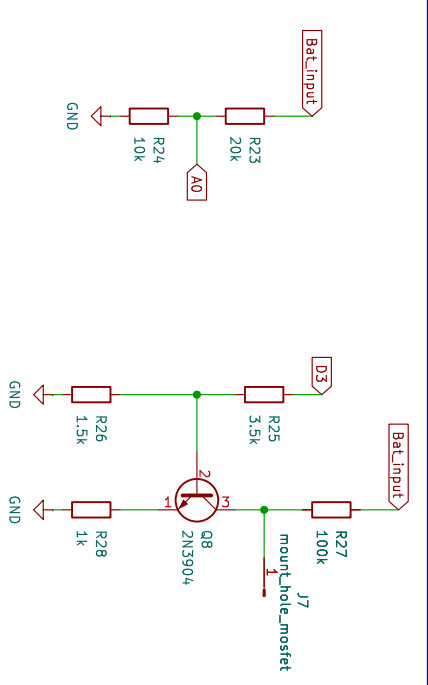 Bat_input
R23
20k
A0
R24
10k
GND
D3
R25
3.5k
R26
1.5k
GND
Bat_input
R27
100k
J7
mount_hole_mosfet
1
3
2
1
Q8
2N3904
R28
1k
GND